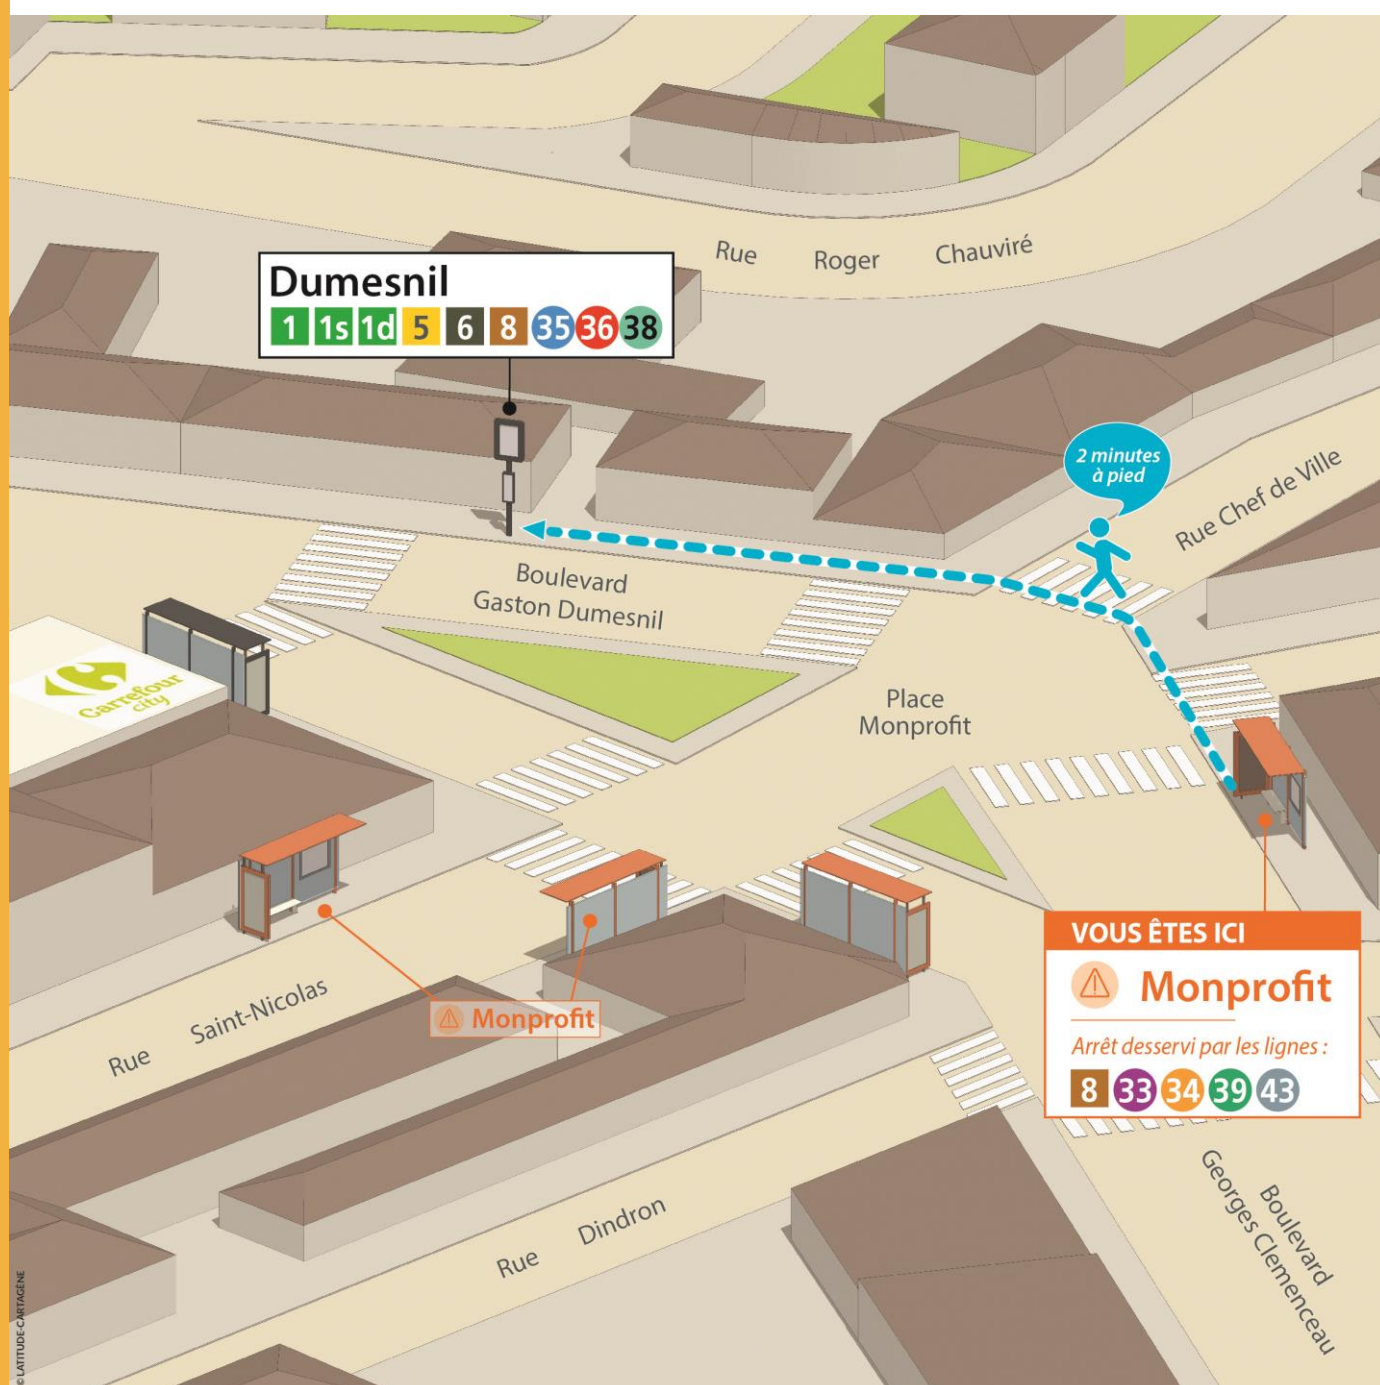 Rue Roger Chauviré
Dumesnil
1 1s 1d 5 6 8 35 36 38
2 minutes
à pied
Rue Chef de Ville
Boulevard
Gaston Dumesnil
Carrefour
city
Place
Monprofit
VOUS ÊTES ICI
Monprofit
Arrêt desservi par les lignes :
8 33 34 39 43
Monprofit
Rue Saint-Nicolas
Rue Dindron
Boulevard
Georges Clemenceau
© LATITUDE-CARTAGÈNE